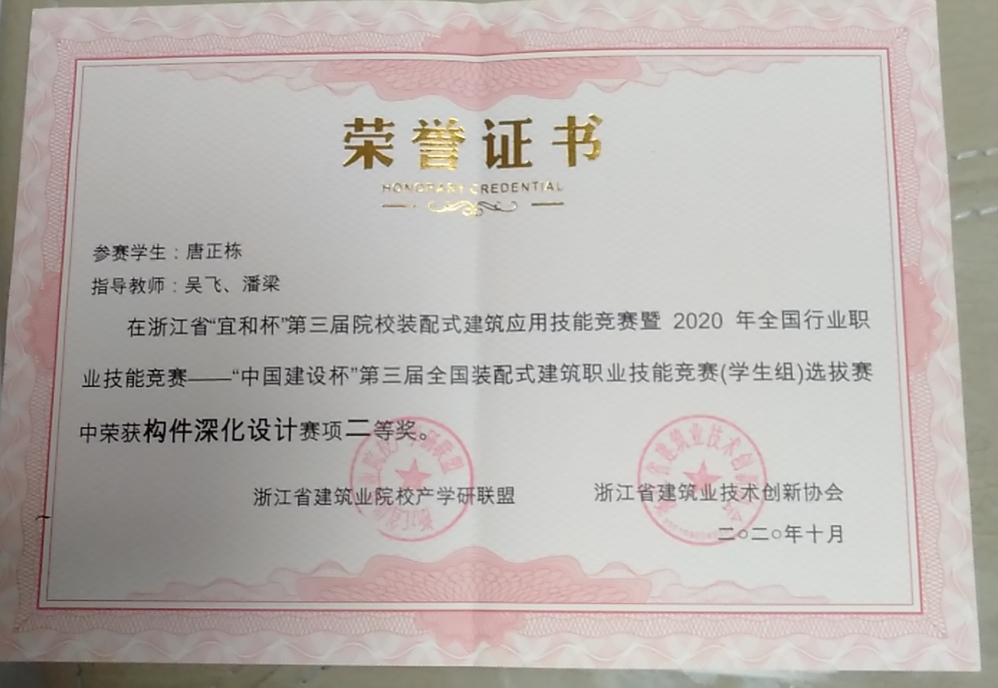 荣誉证书
HONORARY CREDENTIAL
参赛学生：唐正栋
指导教师：吴飞、潘梁
在浙江省“宜和杯”第三届院校装配式建筑应用技能竞赛暨 2020 年全国行业职
业技能竞赛——“中国建设杯”第三届全国装配式建筑职业技能竞赛(学生组)选拔赛
中荣获构件深化设计赛项二等奖。
浙江省建筑业院校产学研联盟
浙江省建筑业技术创新协会
二○二○年十月